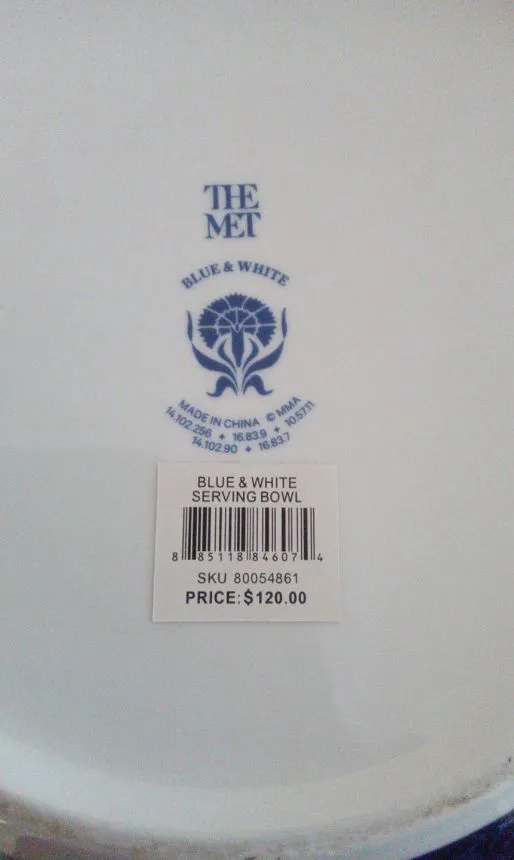 THE
MET
BLUE & WHITE
MADE IN CHINA © MMA
14.102.256 + 16.83.9 + 10.57.11
14.102.90 + 16.83.7
BLUE & WHITE
SERVING BOWL
8 85118 84607 4
SKU 80054861
PRICE: $120.00